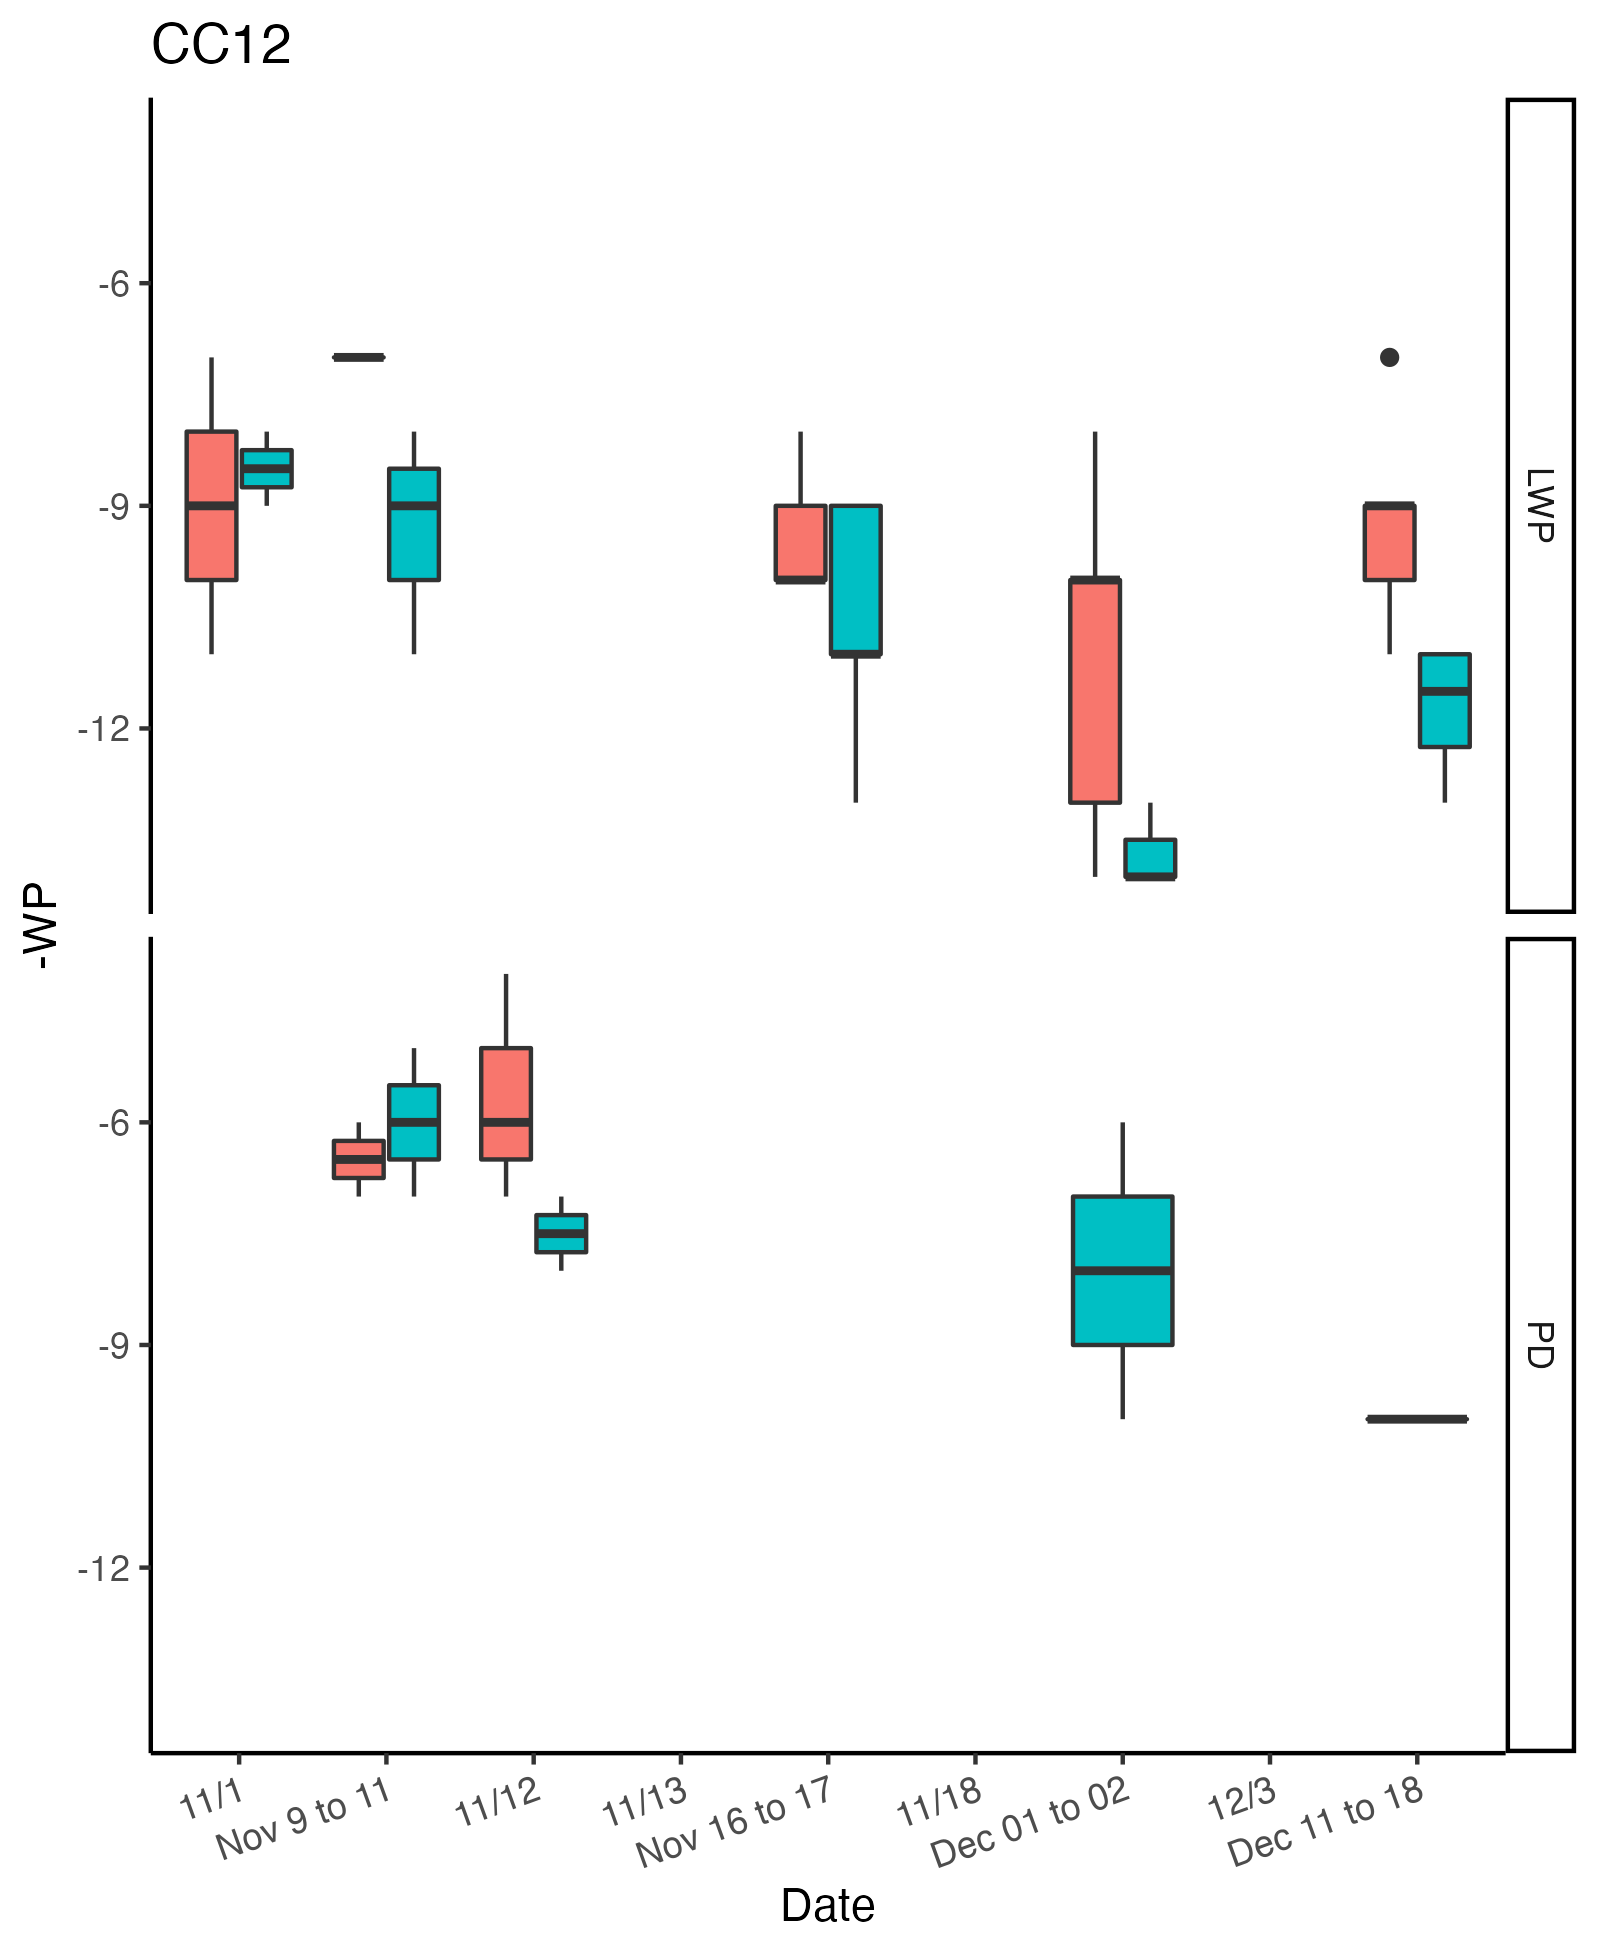 CC12
-6
-9
-12
LWP
-WP
-6
-9
-12
PD
11/1
Nov 9 to 11
11/12
11/13
Nov 16 to 17
11/18
Dec 01 to 02
12/3
Dec 11 to 18
Date